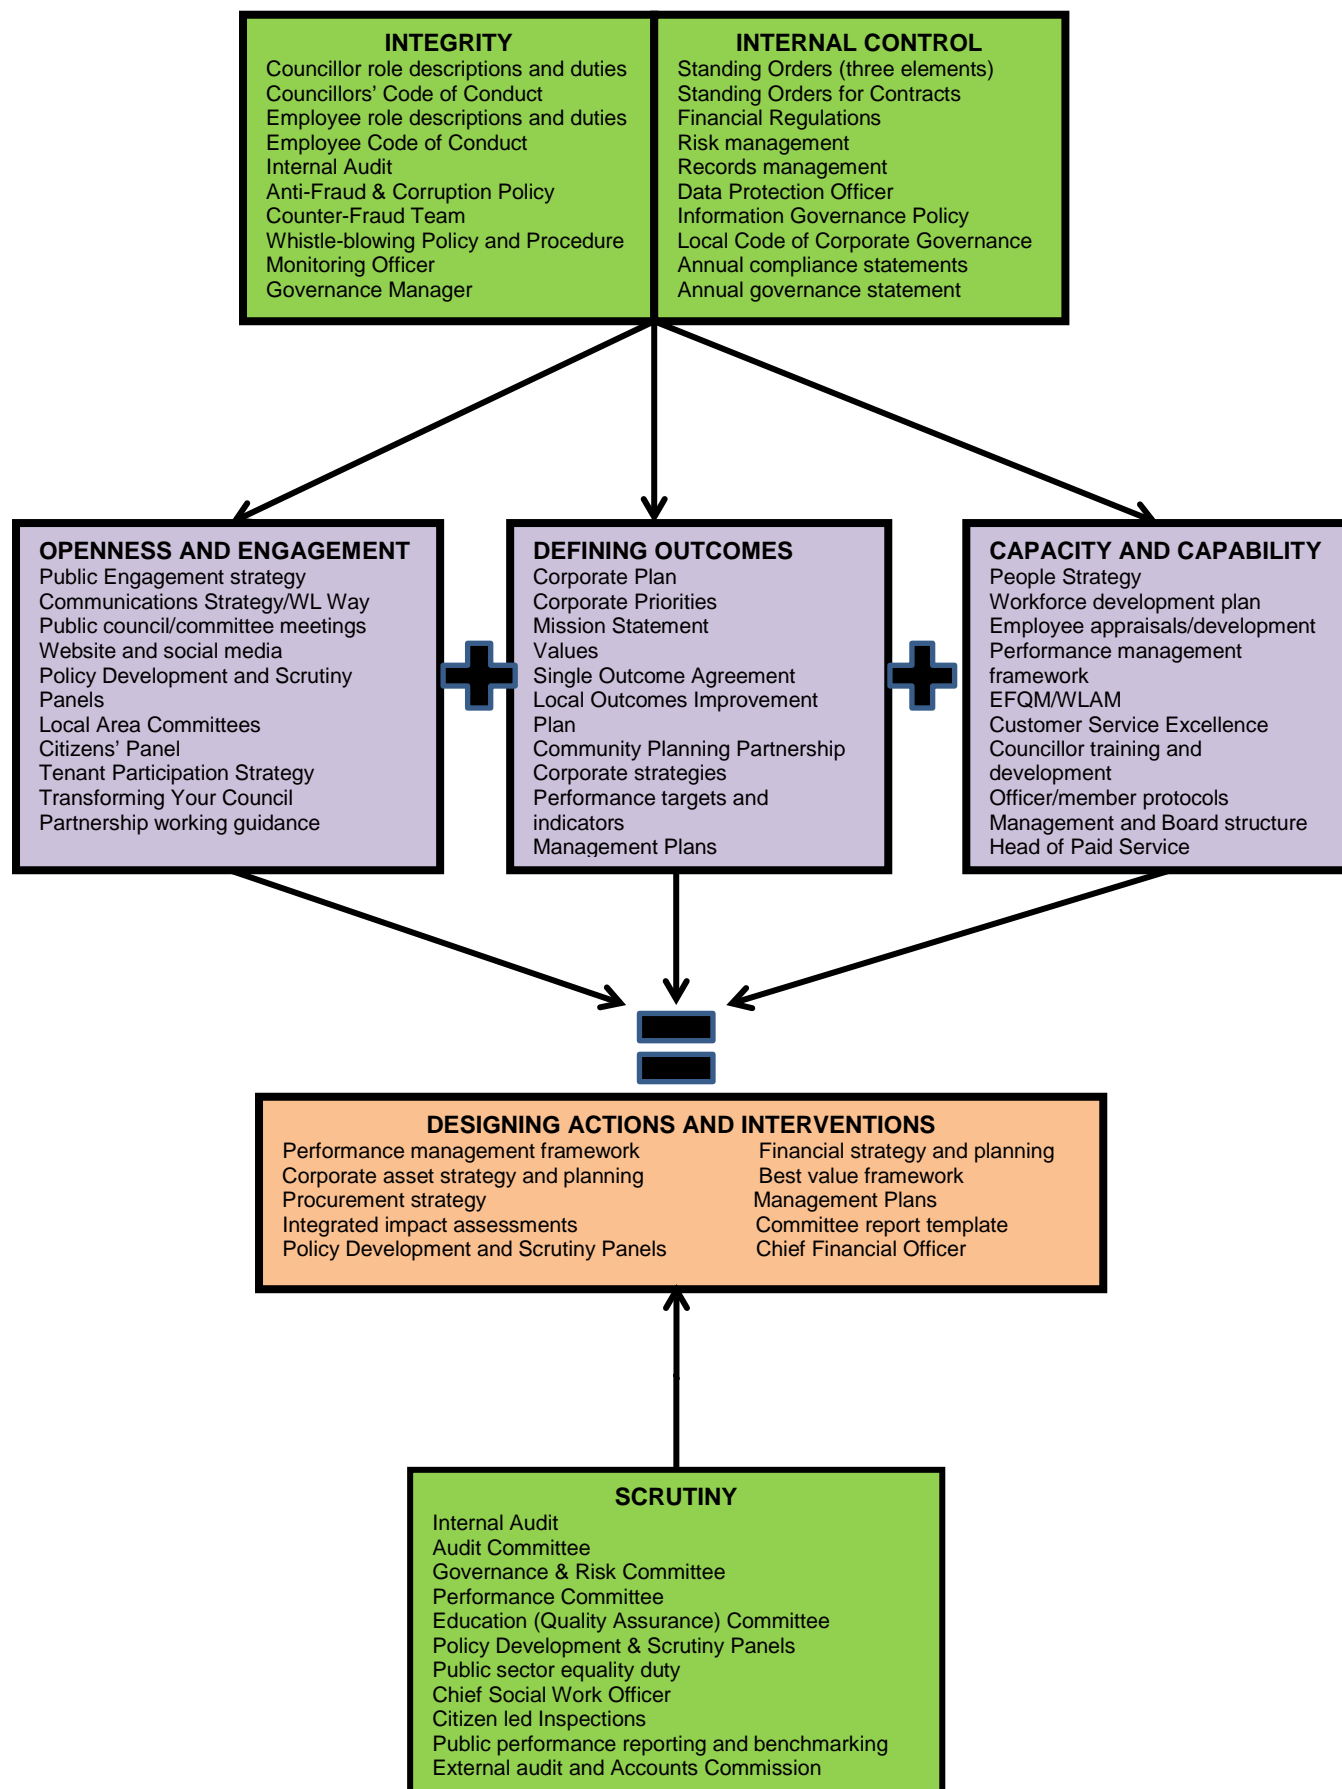 INTEGRITY
Councillor role descriptions and duties
Councillors’ Code of Conduct
Employee role descriptions and duties
Employee Code of Conduct
Internal Audit
Anti-Fraud & Corruption Policy
Counter-Fraud Team
Whistle-blowing Policy and Procedure
Monitoring Officer
Governance Manager
INTERNAL CONTROL
Standing Orders (three elements)
Standing Orders for Contracts
Financial Regulations
Risk management
Records management
Data Protection Officer
Information Governance Policy
Local Code of Corporate Governance
Annual compliance statements
Annual governance statement
OPENNESS AND ENGAGEMENT
Public Engagement strategy
Communications Strategy/WL Way
Public council/committee meetings
Website and social media
Policy Development and Scrutiny
Panels
Local Area Committees
Citizens’ Panel
Tenant Participation Strategy
Transforming Your Council
Partnership working guidance
DEFINING OUTCOMES
Corporate Plan
Corporate Priorities
Mission Statement
Values
Single Outcome Agreement
Local Outcomes Improvement
Plan
Community Planning Partnership
Corporate strategies
Performance targets and
indicators
Management Plans
CAPACITY AND CAPABILITY
People Strategy
Workforce development plan
Employee appraisals/development
Performance management
framework
EFQM/WLAM
Customer Service Excellence
Councillor training and
development
Officer/member protocols
Management and Board structure
Head of Paid Service
DESIGNING ACTIONS AND INTERVENTIONS
Performance management framework Financial strategy and planning
Corporate asset strategy and planning Best value framework
Procurement strategy Management Plans
Integrated impact assessments Committee report template
Policy Development and Scrutiny Panels Chief Financial Officer
SCRUTINY
Internal Audit
Audit Committee
Governance & Risk Committee
Performance Committee
Education (Quality Assurance) Committee
Policy Development & Scrutiny Panels
Public sector equality duty
Chief Social Work Officer
Citizen led Inspections
Public performance reporting and benchmarking
External audit and Accounts Commission